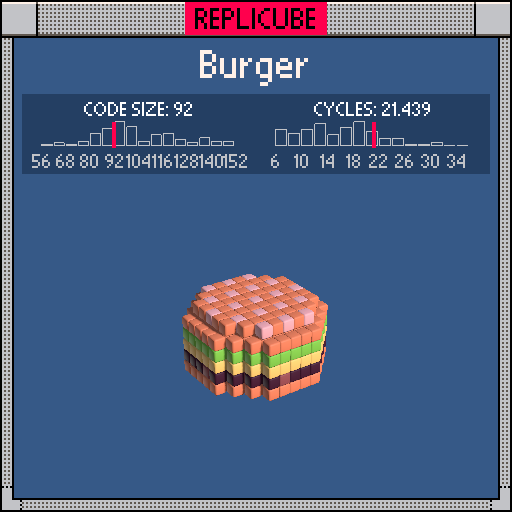 REPLICUBE
Burger
CODE SIZE: 92
CYCLES: 21.439
56 68 80 92104116128140152
6 10 14 18 22 26 30 34